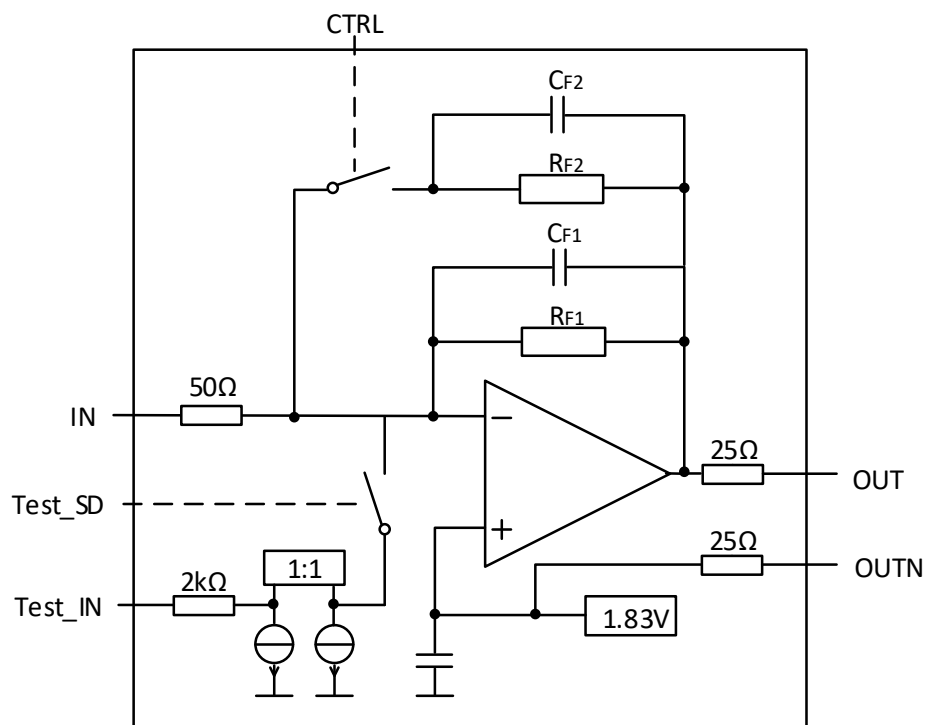 CTRL
CF2
RF2
CF1
RF1
50Ω
IN
25Ω
OUT
Test_SD
25Ω
OUTN
1:1
2kΩ
Test_IN
1.83V